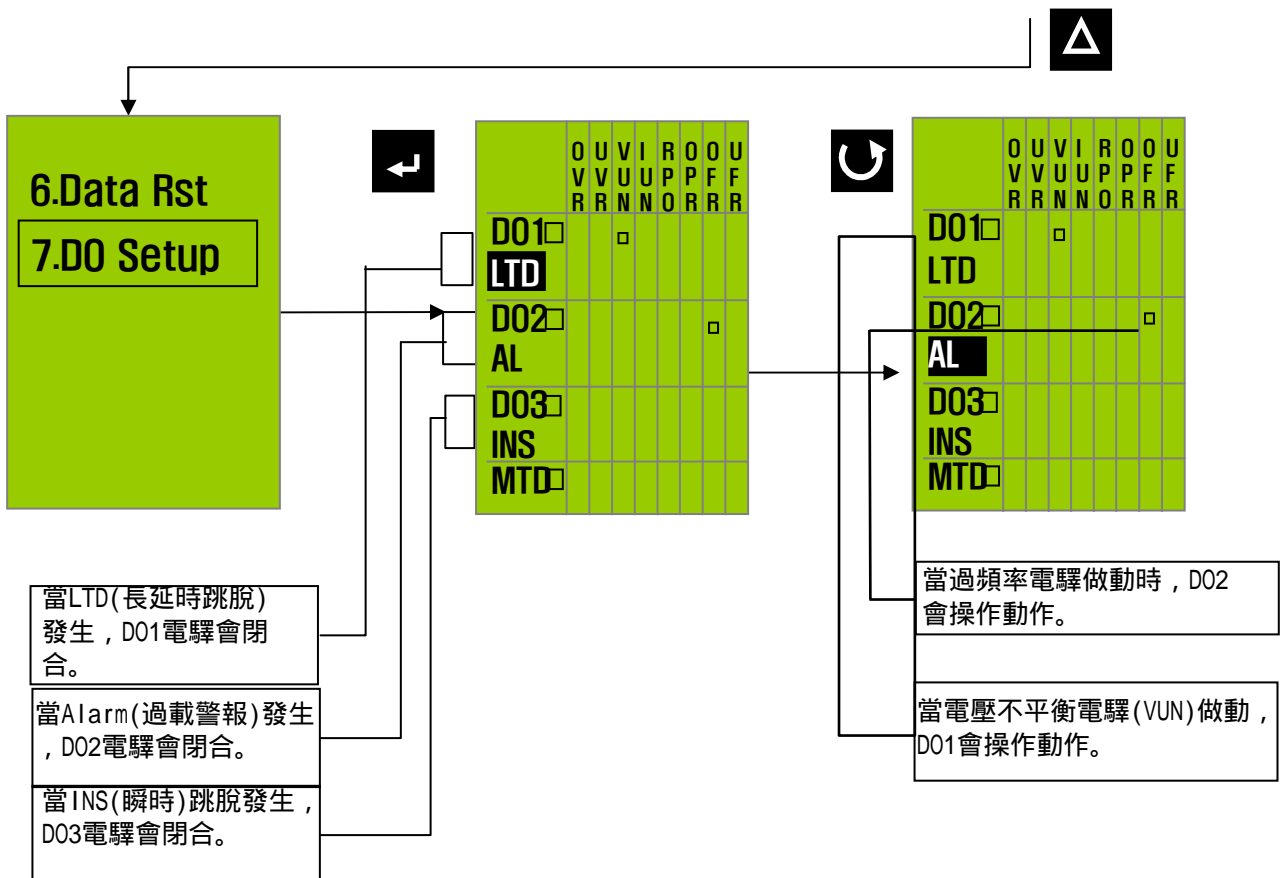 Δ
6.Data Rst
7.DO Setup
O U V I R O O U
V V U U P P F F
R R N N O R R R
DO1□ □
LTD
DO2□ □
AL
DO3□
INS
MTD□
O U V I R O O U
V V U U P P F F
R R N N O R R R
DO1□ □
LTD
DO2□ □
AL
DO3□
INS
MTD□
當LTD(長延時跳脫)
發生，DO1電驛會閉
合。
當Alarm(過載警報)發生
，DO2電驛會閉合。
當INS(瞬時)跳脫發生，
DO3電驛會閉合。
當過頻率電驛做動時，DO2
會操作動作。
當電壓不平衡電驛(VUN)做動，
DO1會操作動作。